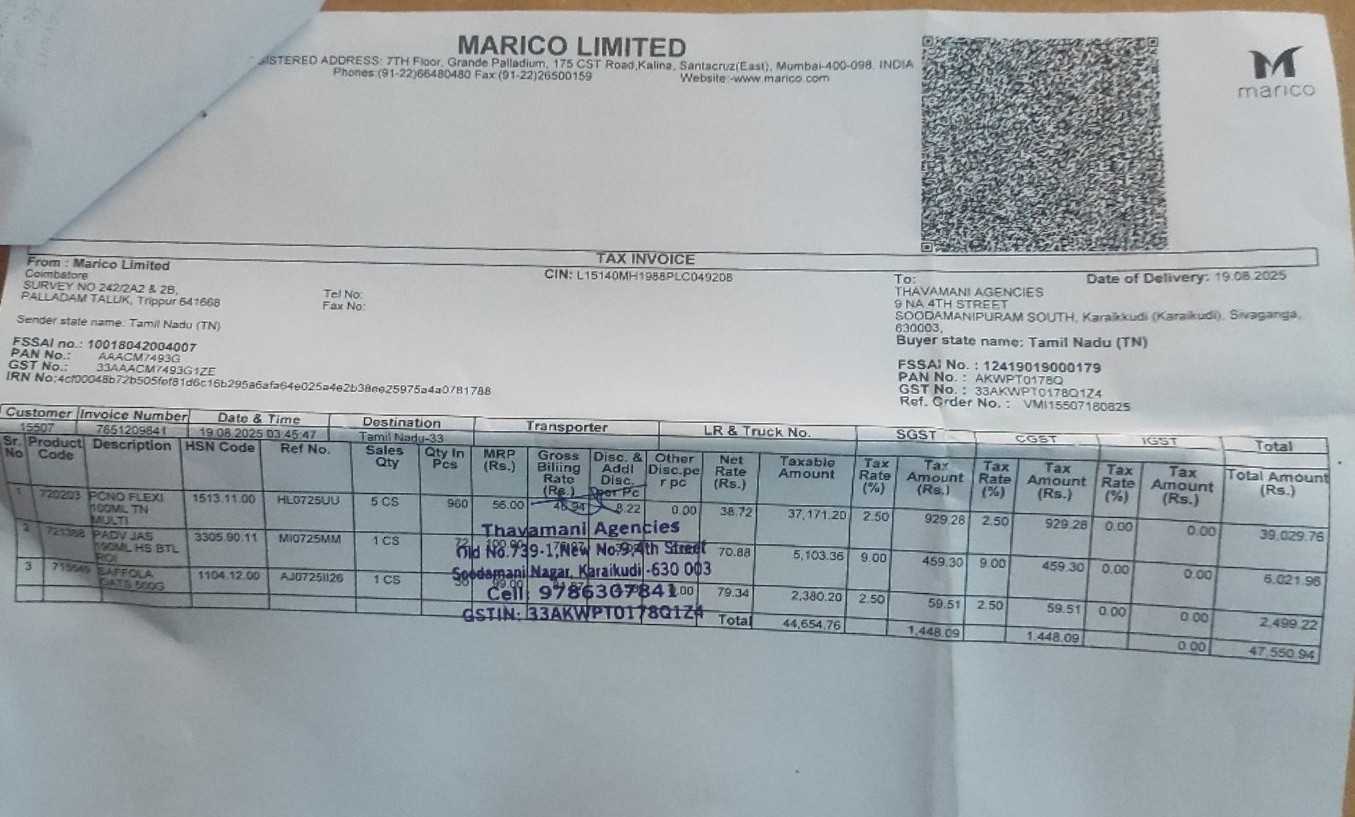 MARICO LIMITED
ISTERED ADDRESS: 7TH Floor, Grande Palladium, 175 CST Road,Kalina, Santacruz(East), Mumbai-400-098. INDIA
Phones:(91-22)66480480 Fax:(91-22)26500159 Website:-www.marico.com
marico
TAX INVOICE
From : Marico Limited
Coimbatore
SURVEY NO 242/2A2 & 2B,
PALLADAM TALUK, Trippur 641668
Tel No:
Fax No:
CIN: L15140MH1988PLC049208
Sender state name: Tamil Nadu (TN)
FSSAI no.: 10018042004007
PAN No.: AAACM7493G
GST No.: 33AAACM7493G1ZE
IRN No:4cf00048b72b505fef81d6c16b295a6afa64e025a4e2b38ee25975a4a0781788
To: Date of Delivery: 19.08.2025
THAVAMANI AGENCIES
9 NA 4TH STREET
SOODAMANIPURAM SOUTH, Karaikkudi (Karaikudi), Sivaganga,
630003,
Buyer state name: Tamil Nadu (TN)
FSSAI No. : 12419019000179
PAN No. : AKWPT0178Q
GST No. : 33AKWPT0178Q1Z4
Ref. Order No. : VMI15507180825
Customer Invoice Number Date & Time Destination Transporter LR & Truck No. SGST CGST IGST Total
15507 7651209841 19.08.2025 03:45:47 Tamil Nadu-33
Sr. No Product Code Description HSN Code Ref No. Sales Qty Qty In Pcs MRP (Rs.) Gross Billing Rate (Rs.) Disc. & Addl Disc. per Pc Other Disc.pe r pc Net Rate (Rs.) Taxable Amount Tax Rate (%) Tax Amount (Rs.) Tax Rate (%) Tax Amount (Rs.) Tax Rate (%) Tax Amount (Rs.) Total Amount (Rs.)
1 720203 PCNO FLEXI 100ML TN MULTI 1513.11.00 HL0725UU 5 CS 960 56.00 46.94 8.22 0.00 38.72 37,171.20 2.50 929.28 2.50 929.28 0.00 0.00 39,029.76
2 PADV JAS 190ML HS BTL ROI 3305.90.11 MI0725MM 1 CS 72 70.88 5,103.36 9.00 459.30 9.00 459.30 0.00 0.00 6,021.96
3 SAFFOLA OATS 500G 1104.12.00 AJ0725II26 1 CS 79.34 2,380.20 2.50 59.51 2.50 59.51 0.00 0.00 2,499.22
Total 44,654.76 1,448.09 1,448.09 0.00 47,550.94
Thavamani Agencies
Old No.739-1,New No.9,4th Street
Soodamani Nagar, Karaikudi -630 003
Cell: 9786307841
GSTIN: 33AKWPT0178Q1Z4